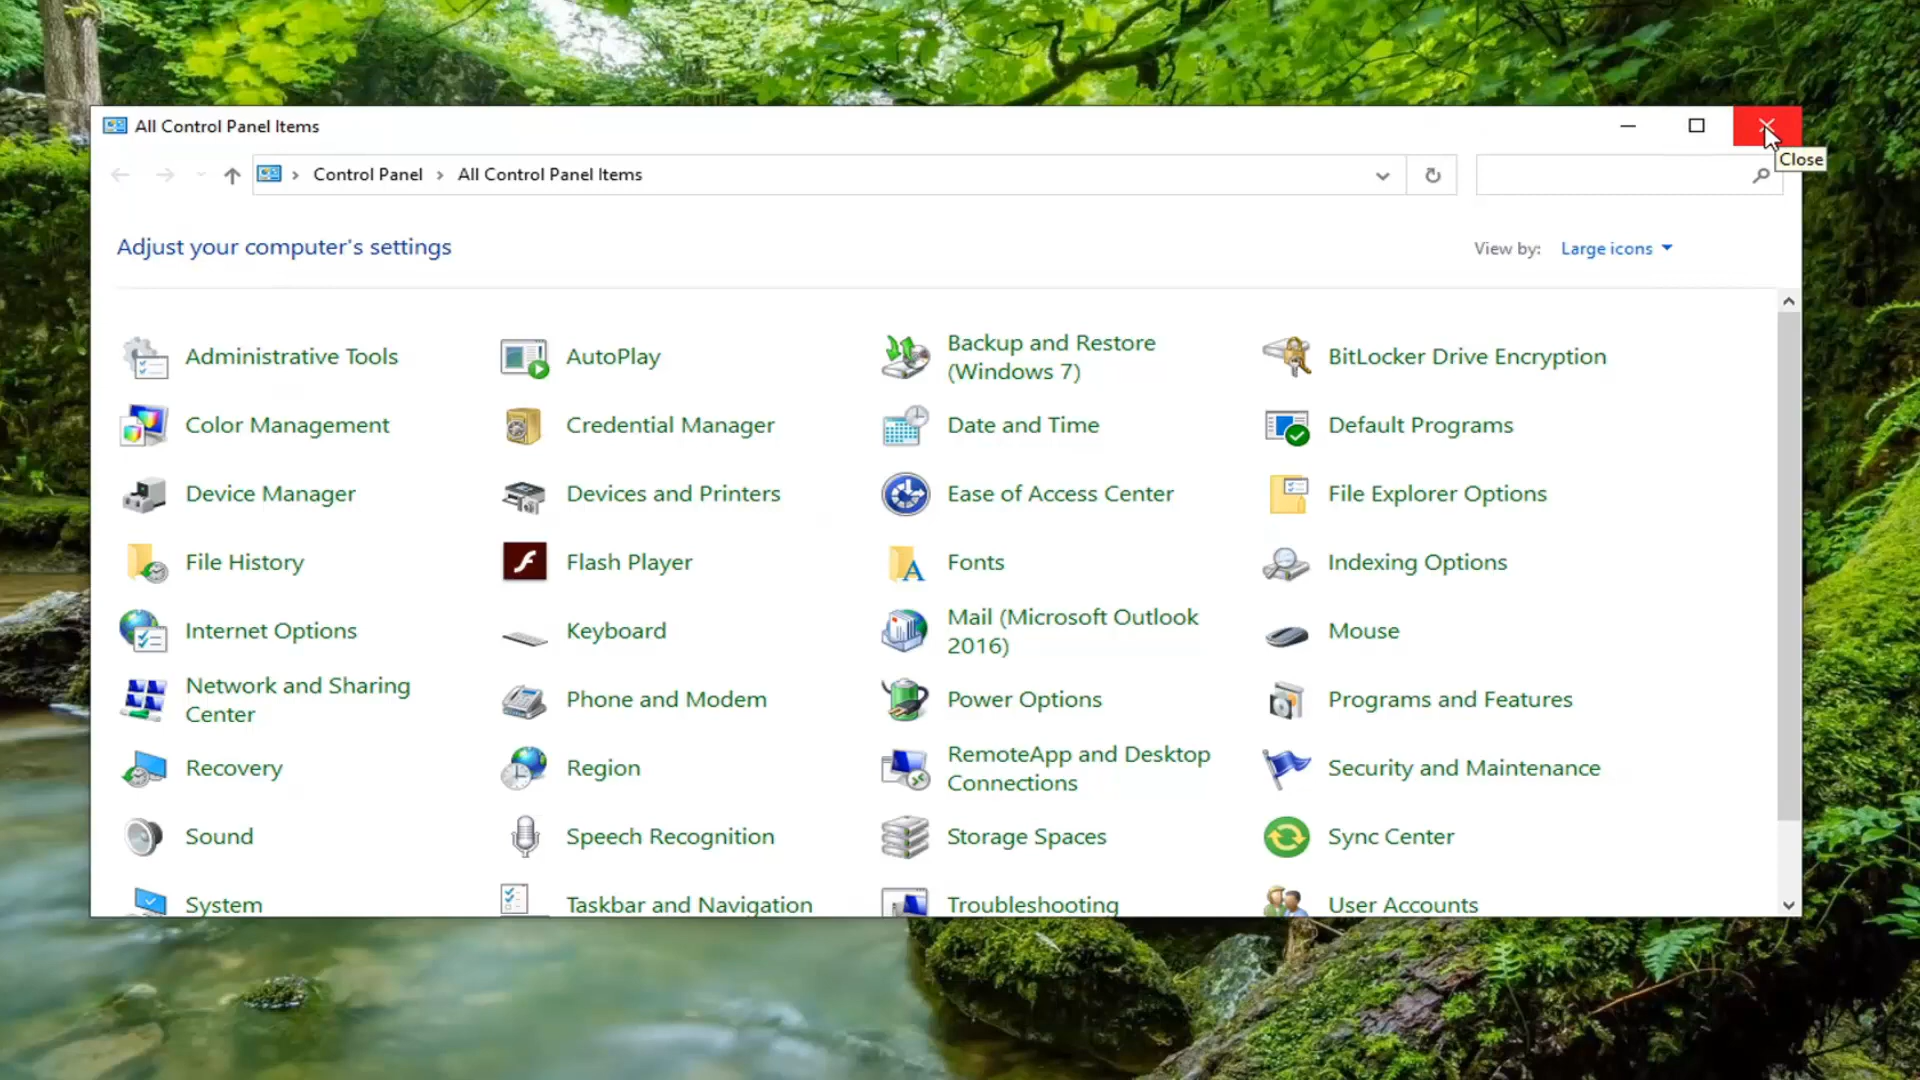 All Control Panel Items
Close
Control Panel > All Control Panel Items
Adjust your computer's settings
View by: Large icons
Administrative Tools
AutoPlay
Backup and Restore
(Windows 7)
BitLocker Drive Encryption
Color Management
Credential Manager
Date and Time
Default Programs
Device Manager
Devices and Printers
Ease of Access Center
File Explorer Options
File History
Flash Player
Fonts
Indexing Options
Internet Options
Keyboard
Mail (Microsoft Outlook
2016)
Mouse
Network and Sharing
Center
Phone and Modem
Power Options
Programs and Features
Recovery
Region
RemoteApp and Desktop
Connections
Security and Maintenance
Sound
Speech Recognition
Storage Spaces
Sync Center
System
Taskbar and Navigation
Troubleshooting
User Accounts